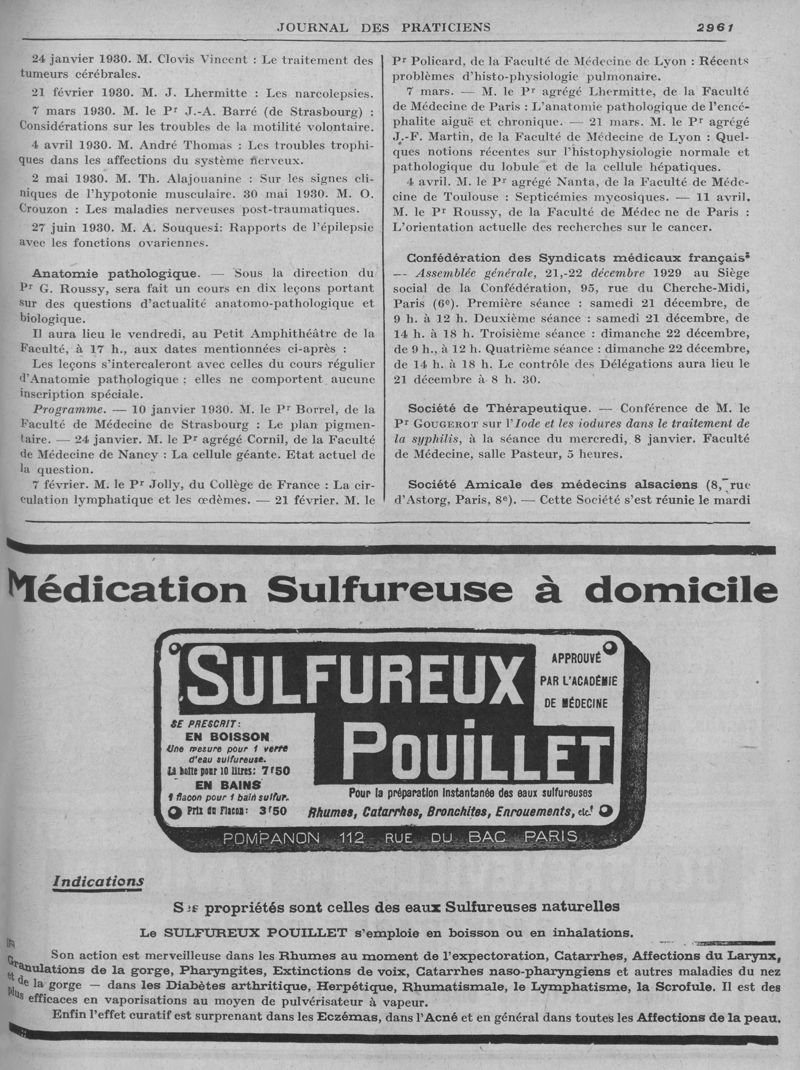 JOURNAL DES PRATICIENS 2961
24 janvier 1930. M. Clovis Vincent : Le traitement des
tumeurs cérébrales.
21 février 1930. M. J. Lhermitte : Les narcolepsies.
7 mars 1930. M. le Pr J.-A. Barré (de Strasbourg) :
Considérations sur les troubles de la motilité volontaire.
4 avril 1930. M. André Thomas : Les troubles trophi-
ques dans les affections du système nerveux.
2 mai 1930. M. Th. Alajouanine : Sur les signes cli-
niques de l'hypotonie musculaire. 30 mai 1930. M. O.
Crouzon : Les maladies nerveuses post-traumatiques.
27 juin 1930. M. A. Souquesi: Rapports de l'épilepsie
avec les fonctions ovariennes.
Anatomie pathologique. — Sous la direction du
Pr G. Roussy, sera fait un cours en dix leçons portant
sur des questions d'actualité anatomo-pathologique et
biologique.
Il aura lieu le vendredi, au Petit Amphithéâtre de la
Faculté, à 17 h., aux dates mentionnées ci-après :
Les leçons s'intercaleront avec celles du cours régulier
d'Anatomie pathologique ; elles ne comportent aucune
inscription spéciale.
Programme. — 10 janvier 1930. M. le Pr Borrel, de la
Faculté de Médecine de Strasbourg : Le plan pigmen-
taire. — 24 janvier. M. le Pr agrégé Cornil, de la Faculté
de Médecine de Nancy : La cellule géante. Etat actuel de
la question.
7 février. M. le Pr Jolly, du Collège de France : La cir-
culation lymphatique et les œdèmes. — 21 février. M. le
Pr Policard, de la Faculté de Médecine de Lyon : Récents
problèmes d'histo-physiologie pulmonaire.
7 mars. — M. le Pr agrégé Lhermitte, de la Faculté
de Médecine de Paris : L'anatomie pathologique de l'encé-
phalite aiguë et chronique. — 21 mars. M. le Pr agrégé
J.-F. Martin, de la Faculté de Médecine de Lyon : Quel-
ques notions récentes sur l'histophysiologie normale et
pathologique du lobule et de la cellule hépatiques.
4 avril. M. le Pr agrégé Nanta, de la Faculté de Méde-
cine de Toulouse : Septicémies mycosiques. — 11 avril.
M. le Pr Roussy, de la Faculté de Médec ne de Paris :
L'orientation actuelle des recherches sur le cancer.
Confédération des Syndicats médicaux français
— Assemblée générale, 21,-22 décembre 1929 au Siège
social de la Confédération, 95, rue du Cherche-Midi,
Paris (6e). Première séance : samedi 21 décembre, de
9 h. à 12 h. Deuxième séance : samedi 21 décembre, de
14 h. à 18 h. Troisième séance : dimanche 22 décembre,
de 9 h., à 12 h. Quatrième séance : dimanche 22 décembre,
de 14 h. à 18 h. Le contrôle des Délégations aura lieu le
21 décembre à 8 h. 30.
Société de Thérapeutique. — Conférence de M. le
Pr GOUGEROT sur l'Iode et les iodures dans le traitement de
la syphilis, à la séance du mercredi, 8 janvier. Faculté
de Médecine, salle Pasteur, 5 heures.
Société Amicale des médecins alsaciens (8, rue
d'Astorg, Paris, 8e). — Cette Société s'est réunie le mardi
Médication Sulfureuse à domicile
SULFUREUX
POUILLET
APPROUVÉ
PAR L'ACADÉMIE
DE MÉDECINE
SE PRESCRIT:
EN BOISSON
Une mesure pour 1 verre
d'eau sulfureuse.
La boîte pour 10 litres: 7f50
EN BAINS
1 flacon pour 1 bain sulfur..
Prix du Flacon: 3f50
Pour la préparation instantanée des eaux sulfureuses
Rhumes, Catarrhes, Bronchites, Enrouements, etc.
POMPANON 112 RUE DU BAC PARIS
Indications
propriétés sont celles des eaux Sulfureuses naturelles
Le SULFUREUX POUILLET s'emploie en boisson ou en inhalations.
Son action est merveilleuse dans les Rhumes au moment de l'expectoration, Catarrhes, Affections du Larynx,
Granulations de la gorge, Pharyngites, Extinctions de voix, Catarrhes naso-pharyngiens et autres maladies du nez
et de la gorge — dans les Diabètes arthritique, Herpétique, Rhumatismale, le Lymphatisme, la Scrofule. Il est des
plus efficaces en vaporisations au moyen de pulvérisateur à vapeur.
Enfin l'effet curatif est surprenant dans les Eczémas, dans l'Acné et en général dans toutes les Affections de la peau.